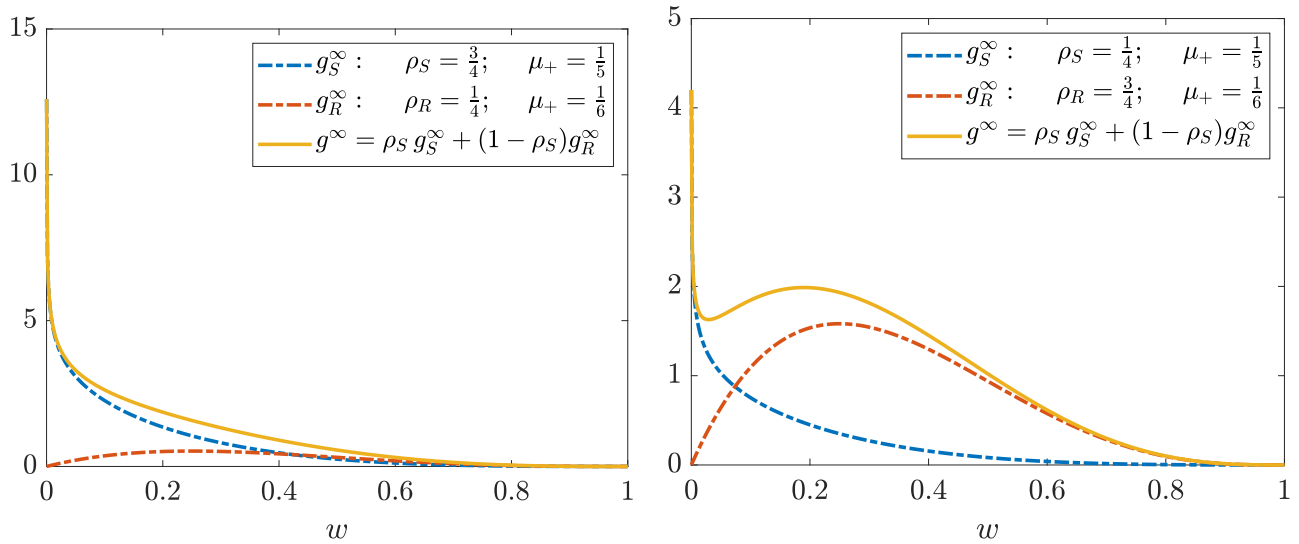 15
10
5
0
0
0.2
0.4
0.6
0.8
1
w
g_S^∞ : ρ_S = 3/4; μ_+ = 1/5
g_R^∞ : ρ_R = 1/4; μ_+ = 1/6
g^∞ = ρ_S g_S^∞ + (1 − ρ_S)g_R^∞
5
4
3
2
1
0
0
0.2
0.4
0.6
0.8
1
w
g_S^∞ : ρ_S = 1/4; μ_+ = 1/5
g_R^∞ : ρ_R = 3/4; μ_+ = 1/6
g^∞ = ρ_S g_S^∞ + (1 − ρ_S)g_R^∞